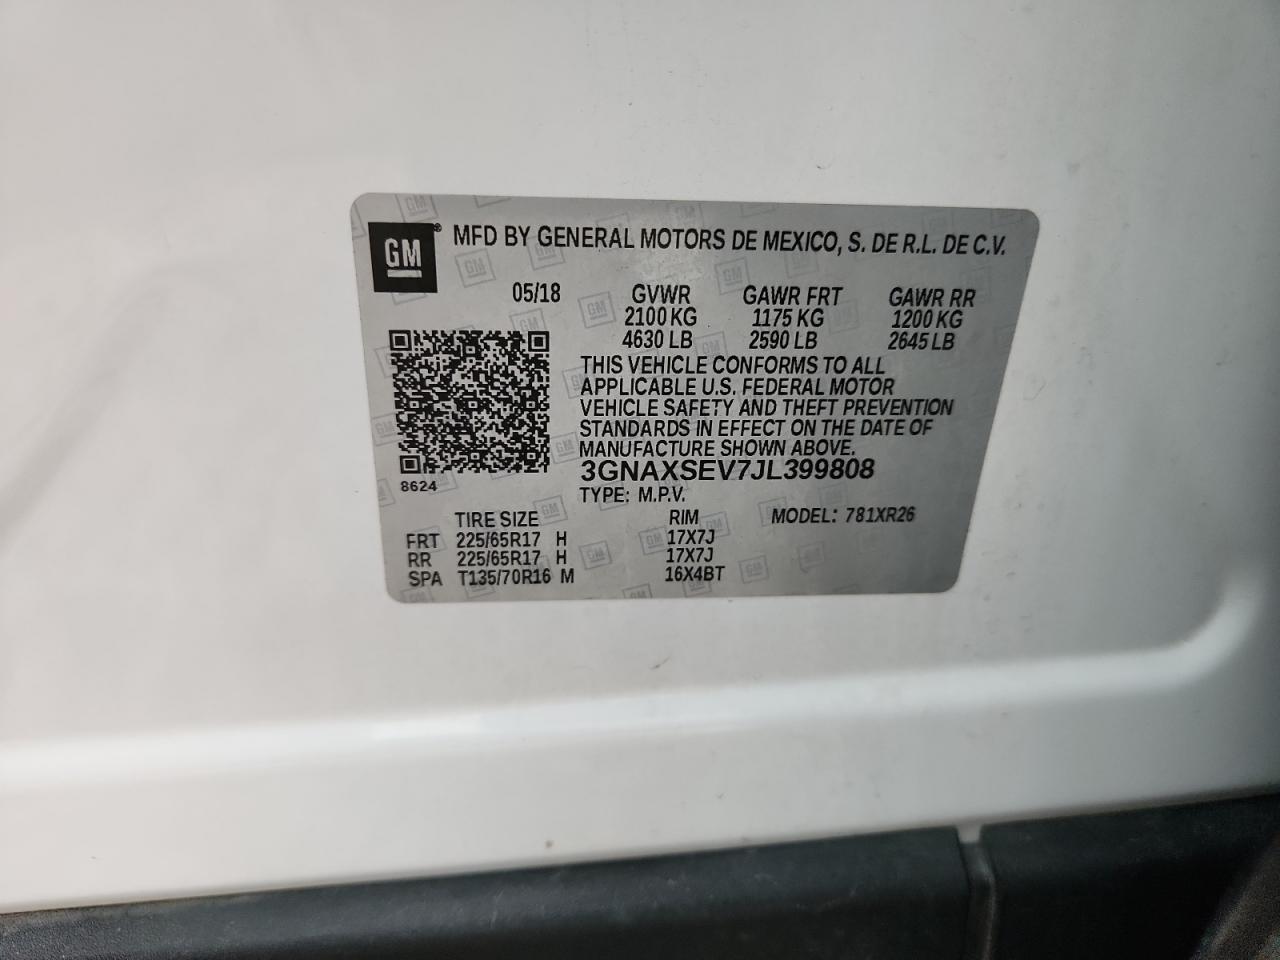 GM® MFD BY GENERAL MOTORS DE MEXICO, S. DE R.L. DE C.V.
05/18 GVWR GAWR FRT GAWR RR
2100 KG 1175 KG 1200 KG
4630 LB 2590 LB 2645 LB
THIS VEHICLE CONFORMS TO ALL
APPLICABLE U.S. FEDERAL MOTOR
VEHICLE SAFETY AND THEFT PREVENTION
STANDARDS IN EFFECT ON THE DATE OF
MANUFACTURE SHOWN ABOVE.
3GNAXSEV7JL399808
8624
TYPE: M.P.V.
TIRE SIZE RIM MODEL: 781XR26
FRT 225/65R17 H 17X7J
RR 225/65R17 H 17X7J
SPA T135/70R16 M 16X4BT